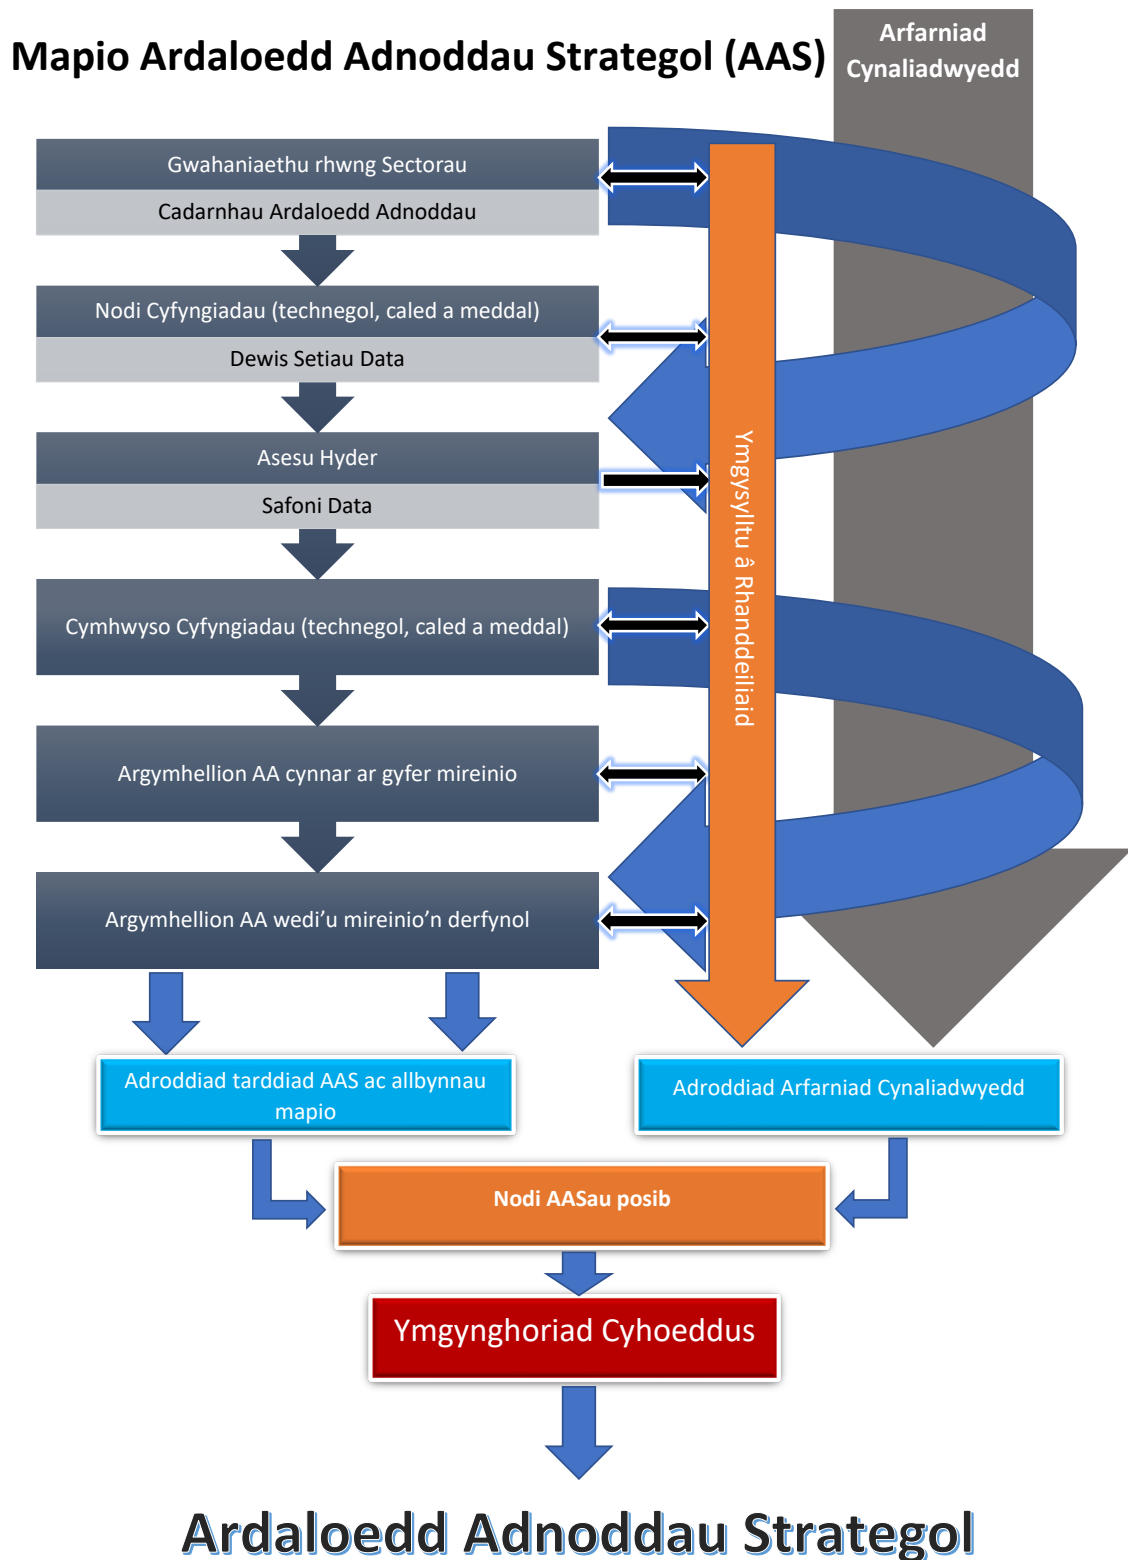 Mapio Ardaloedd Adnoddau Strategol (AAS)
Arfarniad
Cynaliadwyedd
Gwahaniaethu rhwng Sectorau
Cadarnhau Ardaloedd Adnoddau
Nodi Cyfyngiadau (technegol, caled a meddal)
Dewis Setiau Data
Asesu Hyder
Safoni Data
Cymhwyso Cyfyngiadau (technegol, caled a meddal)
Argymhellion AA cynnar ar gyfer mireinio
Argymhellion AA wedi’u mireinio’n derfynol
Ymgysylltu â Rhanddeiliaid
Adroddiad tarddiad AAS ac allbynnau
mapio
Adroddiad Arfarniad Cynaliadwyedd
Nodi AASau posib
Ymgynghoriad Cyhoeddus
Ardaloedd Adnoddau Strategol